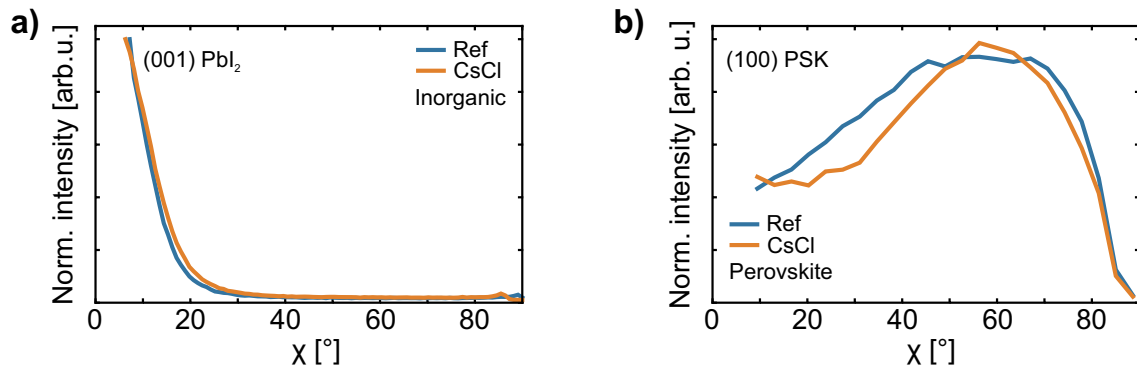 a)
Norm. intensity [arb.u.]
(001) PbI₂
Ref
CsCl
Inorganic
0
20
40
60
80
χ [°]
b)
Norm. intensity [arb. u.]
(100) PSK
Ref
CsCl
Perovskite
0
20
40
60
80
χ [°]